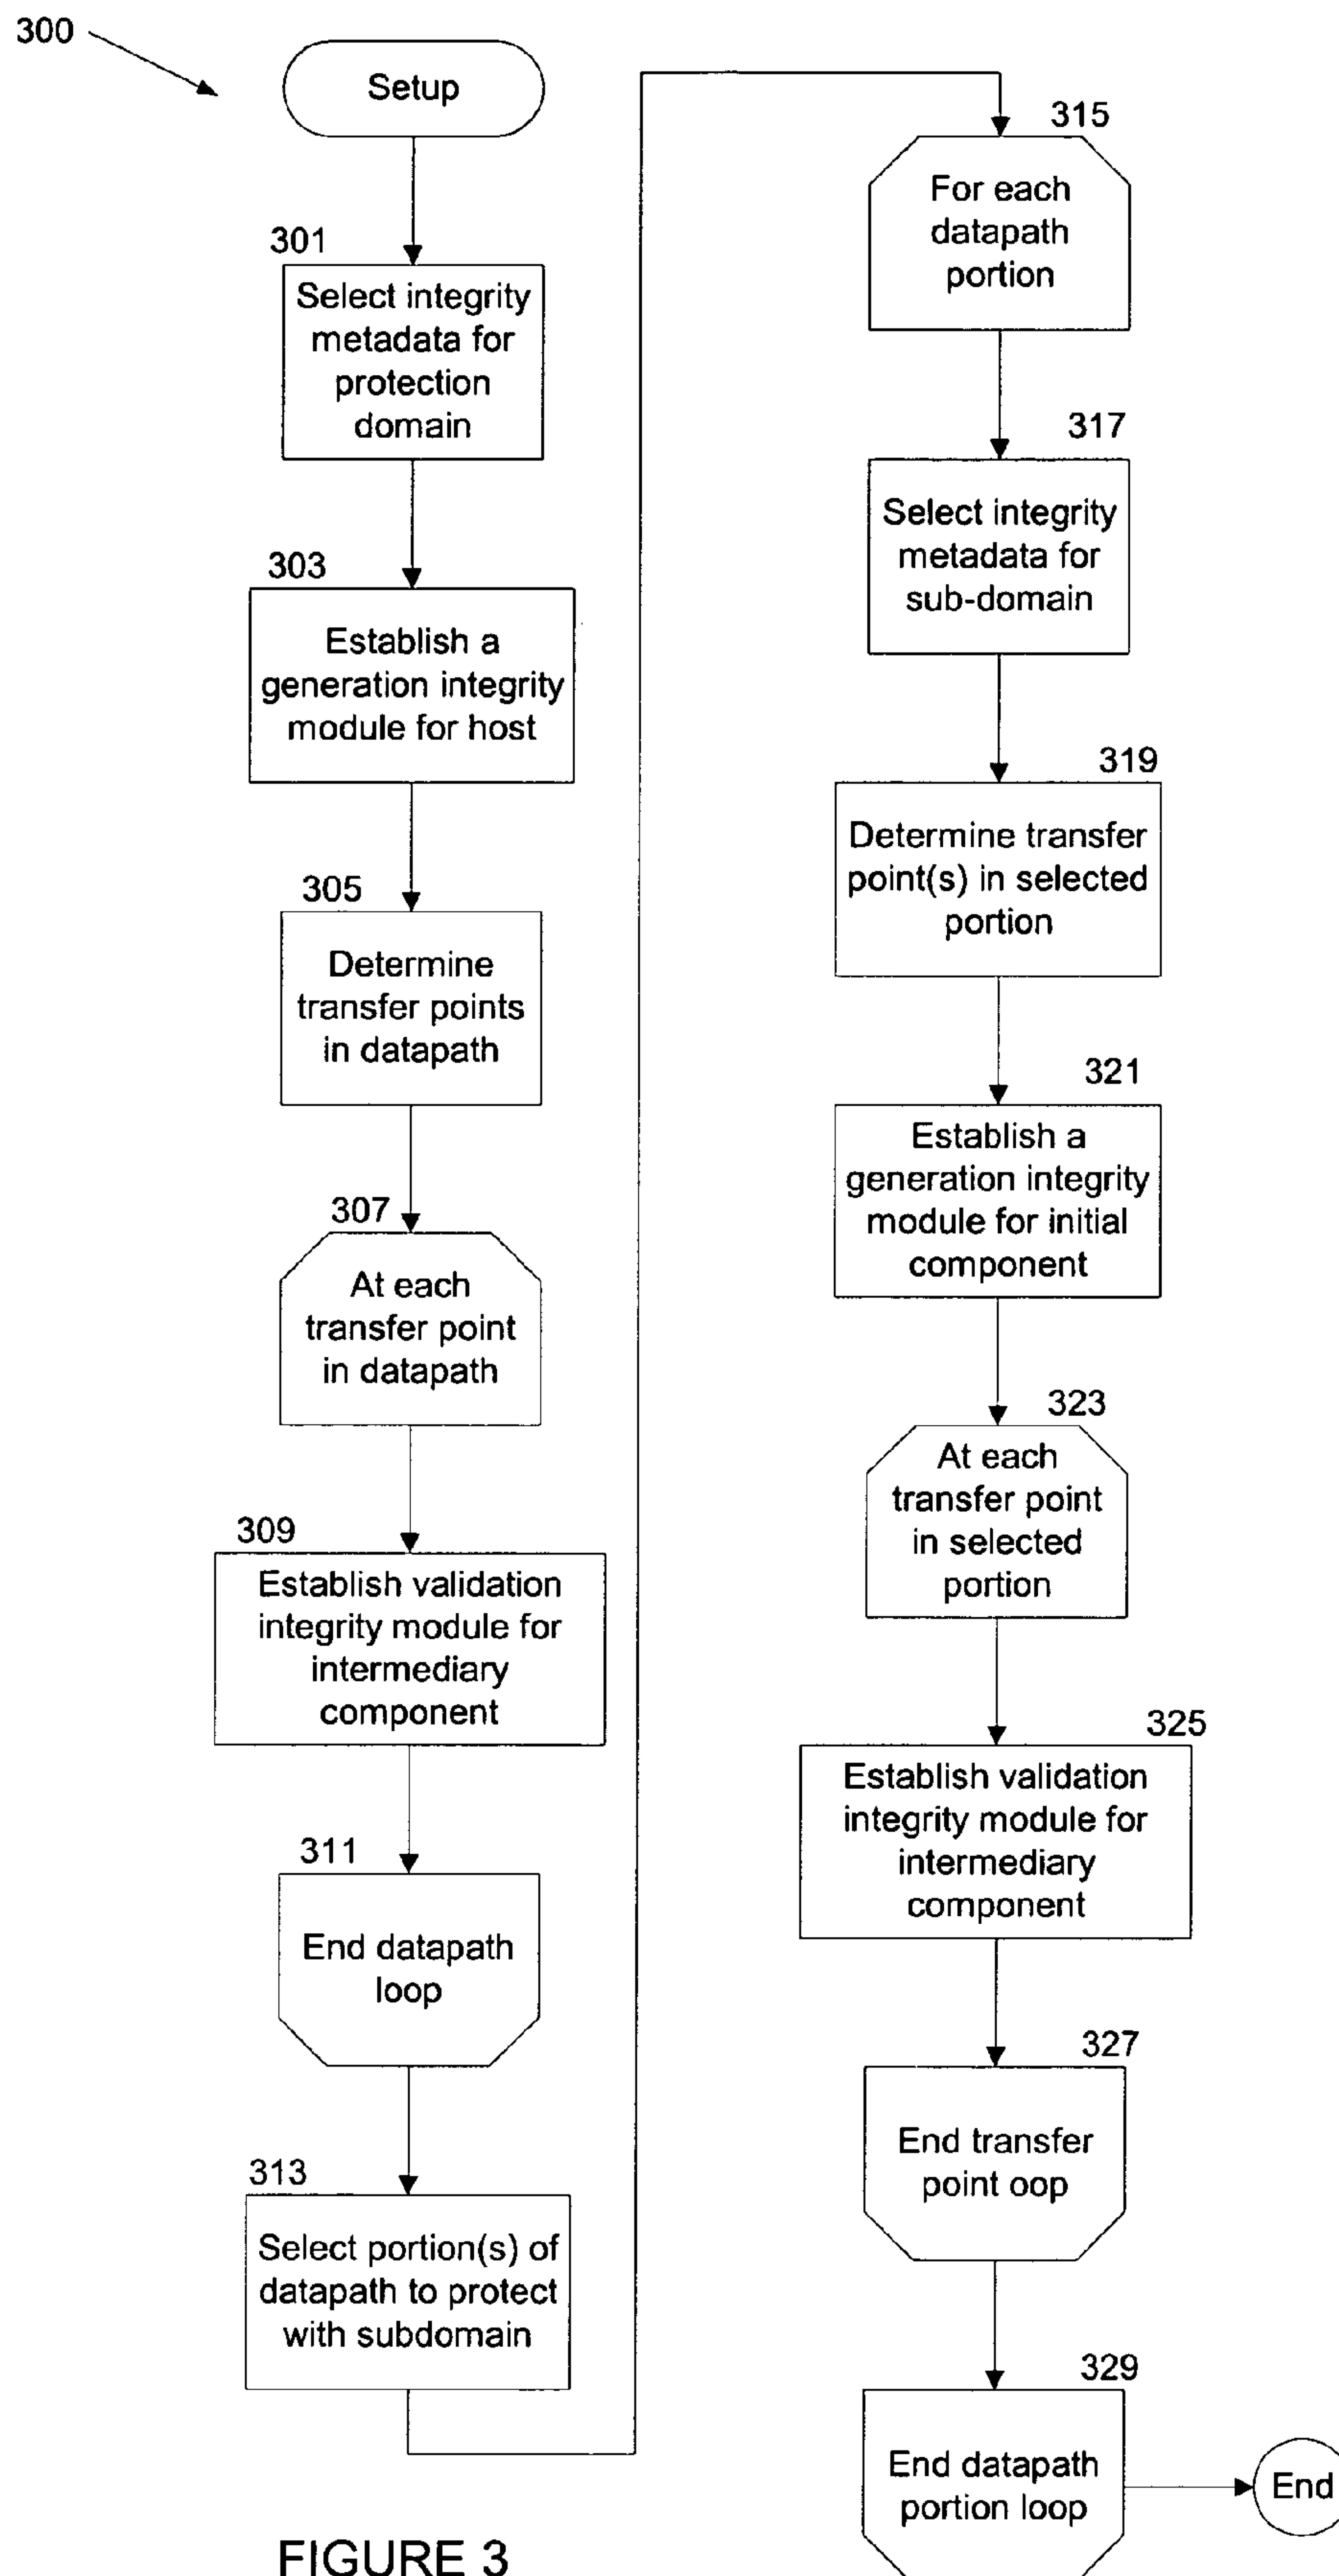 300
Setup
301
Select integrity
metadata for
protection
domain
303
Establish a
generation integrity
module for host
305
Determine
transfer points
in datapath
307
At each
transfer point
in datapath
309
Establish validation
integrity module for
intermediary
component
311
End datapath
loop
313
Select portion(s) of
datapath to protect
with subdomain
315
For each
datapath
portion
317
Select integrity
metadata for
sub-domain
319
Determine transfer
point(s) in selected
portion
321
Establish a
generation integrity
module for initial
component
323
At each
transfer point
in selected
portion
325
Establish validation
integrity module for
intermediary
component
327
End transfer
point oop
329
End datapath
portion loop
End
FIGURE 3